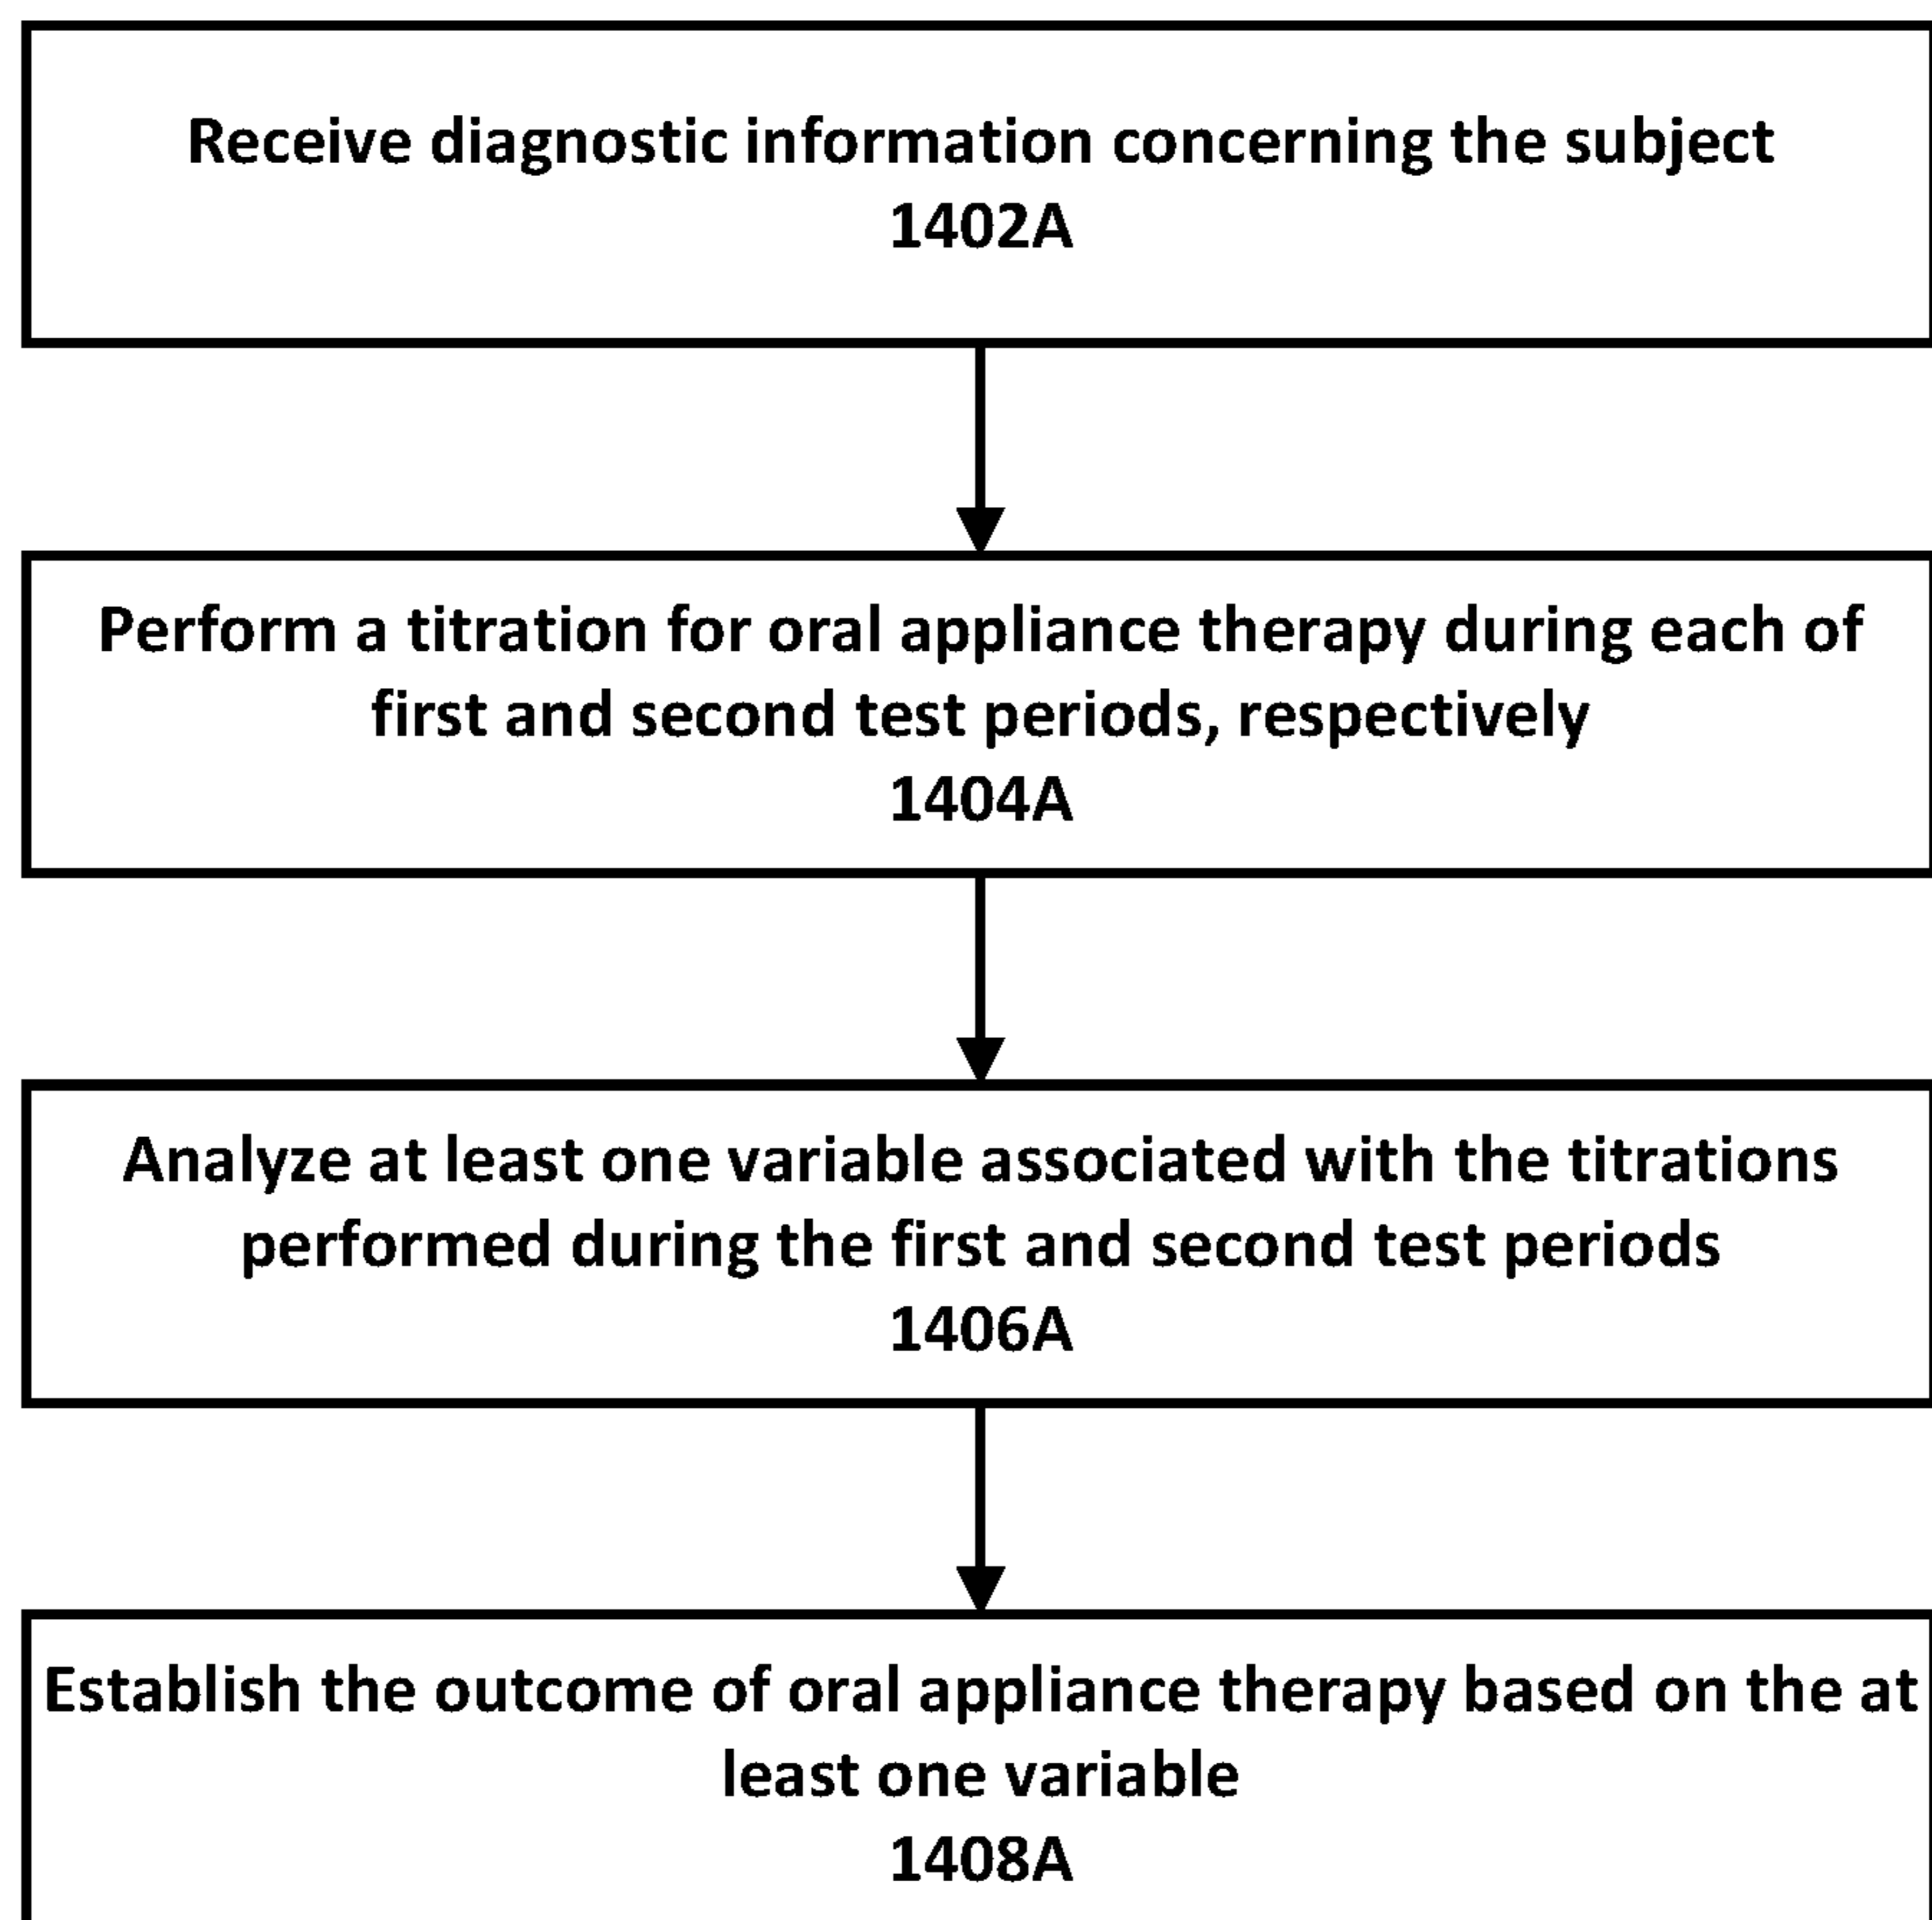 Receive diagnostic information concerning the subject
1402A
Perform a titration for oral appliance therapy during each of
first and second test periods, respectively
1404A
Analyze at least one variable associated with the titrations
performed during the first and second test periods
1406A
Establish the outcome of oral appliance therapy based on the at
least one variable
1408A